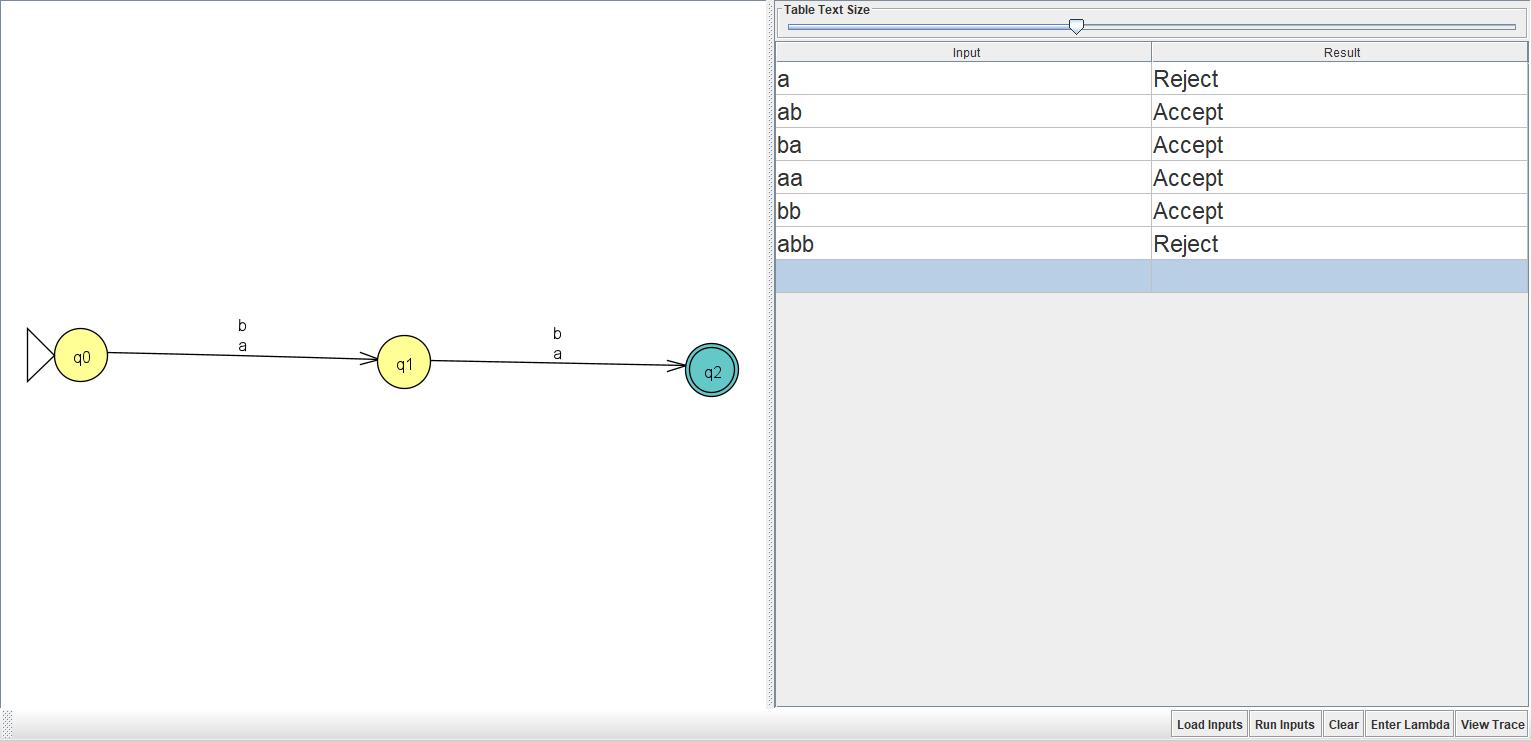 b
a
b
a
q0
q1
q2
Table Text Size
Input Result
a Reject
ab Accept
ba Accept
aa Accept
bb Accept
abb Reject
Load Inputs Run Inputs Clear Enter Lambda View Trace